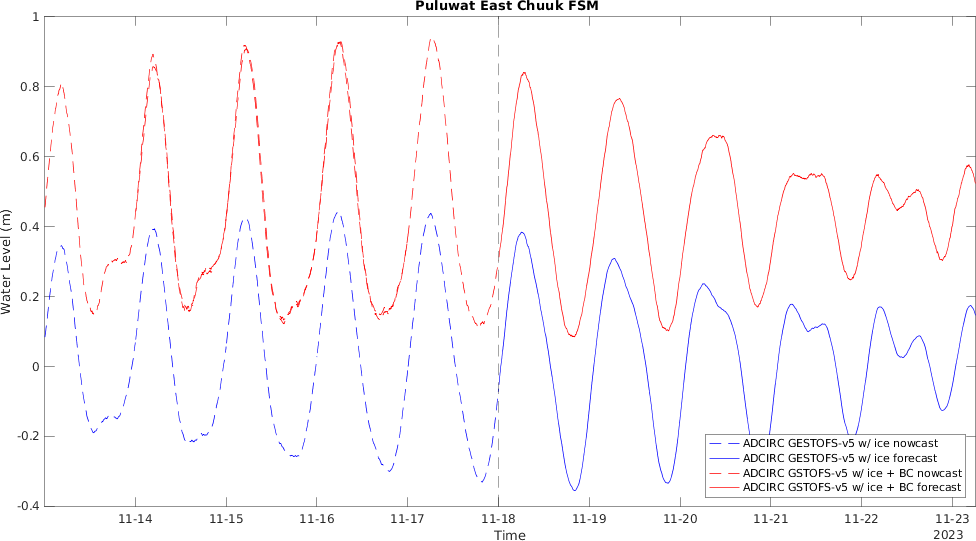 Puluwat East Chuuk FSM
1
0.8
0.6
0.4
0.2
0
-0.2
-0.4
Water Level (m)
ADCIRC GESTOFS-v5 w/ ice nowcast
ADCIRC GESTOFS-v5 w/ ice forecast
ADCIRC GSTOFS-v5 w/ ice + BC nowcast
ADCIRC GSTOFS-v5 w/ ice + BC forecast
11-14 11-15 11-16 11-17 11-18 11-19 11-20 11-21 11-22 11-23
Time 2023